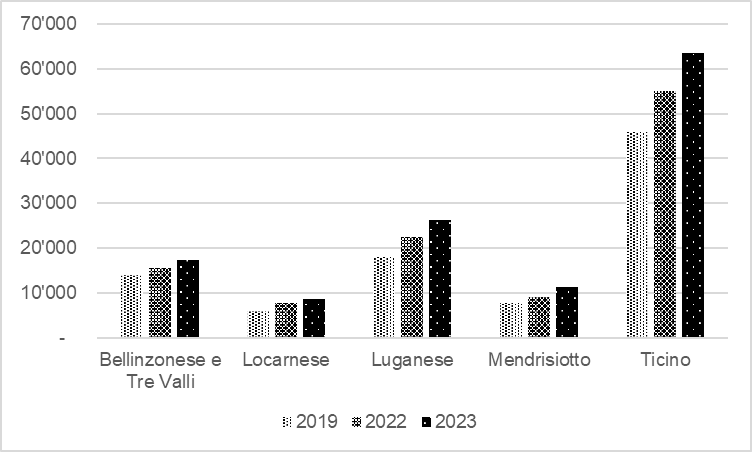 70'000
60'000
50'000
40'000
30'000
20'000
10'000
-
Bellinzonese e
Tre Valli
Locarnese
Luganese
Mendrisiotto
Ticino
2019
2022
2023